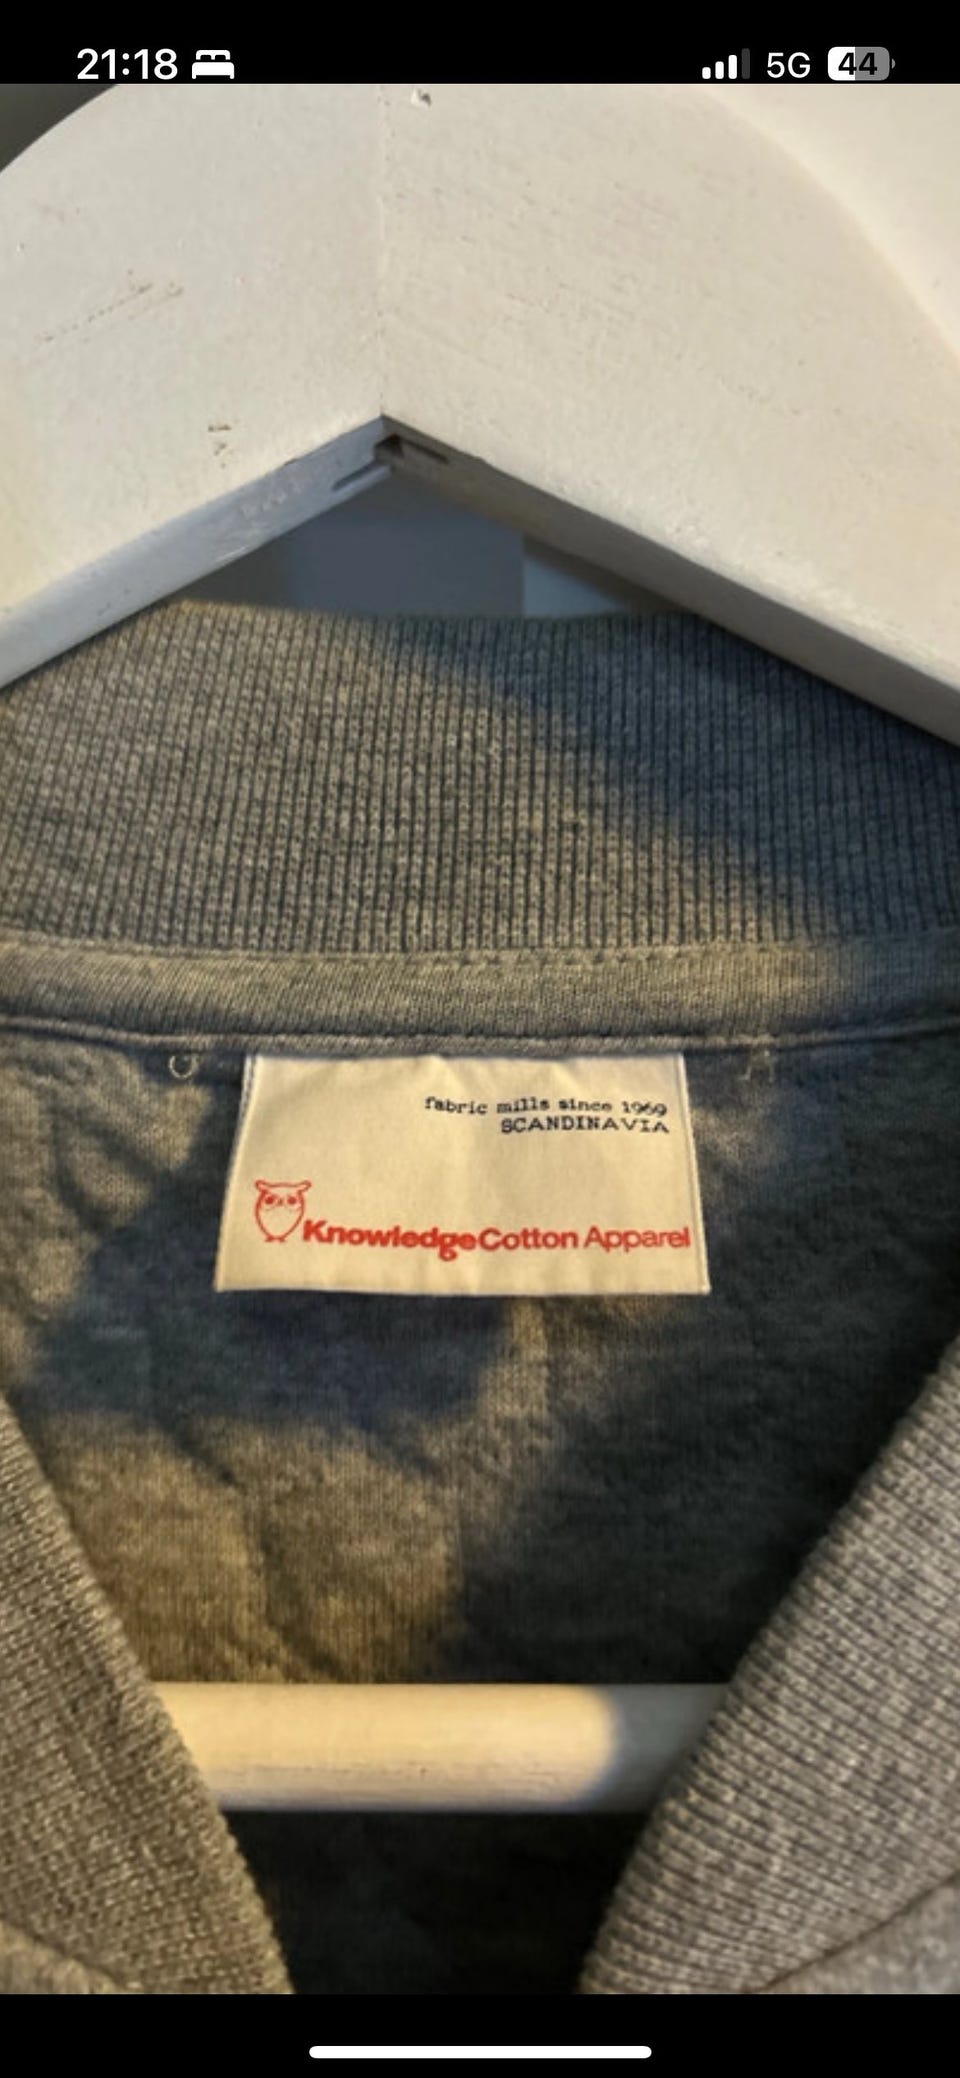 21:18
5G
44
fabric mills since 1969
SCANDINAVIA
KnowledgeCotton Apparel